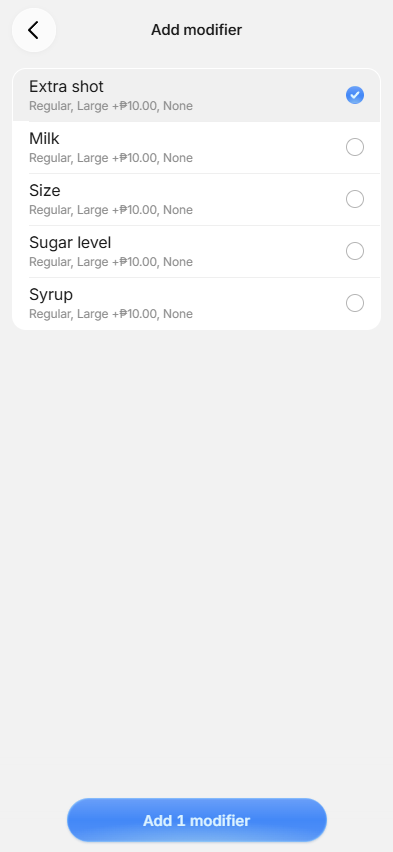 Add modifier
Extra shot
Regular, Large +₱10.00, None
Milk
Regular, Large +₱10.00, None
Size
Regular, Large +₱10.00, None
Sugar level
Regular, Large +₱10.00, None
Syrup
Regular, Large +₱10.00, None
Add 1 modifier